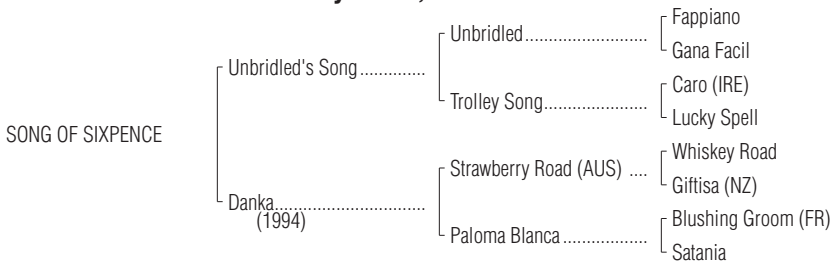 Fappiano
Unbridled..............................
Gana Facil
Unbridled's Song..............
Caro (IRE)
Trolley Song.........................
Lucky Spell
SONG OF SIXPENCE
Whiskey Road
Strawberry Road (AUS) ....
Giftisa (NZ)
Danka....................................
(1994)
Blushing Groom (FR)
Paloma Blanca.....................
Satania